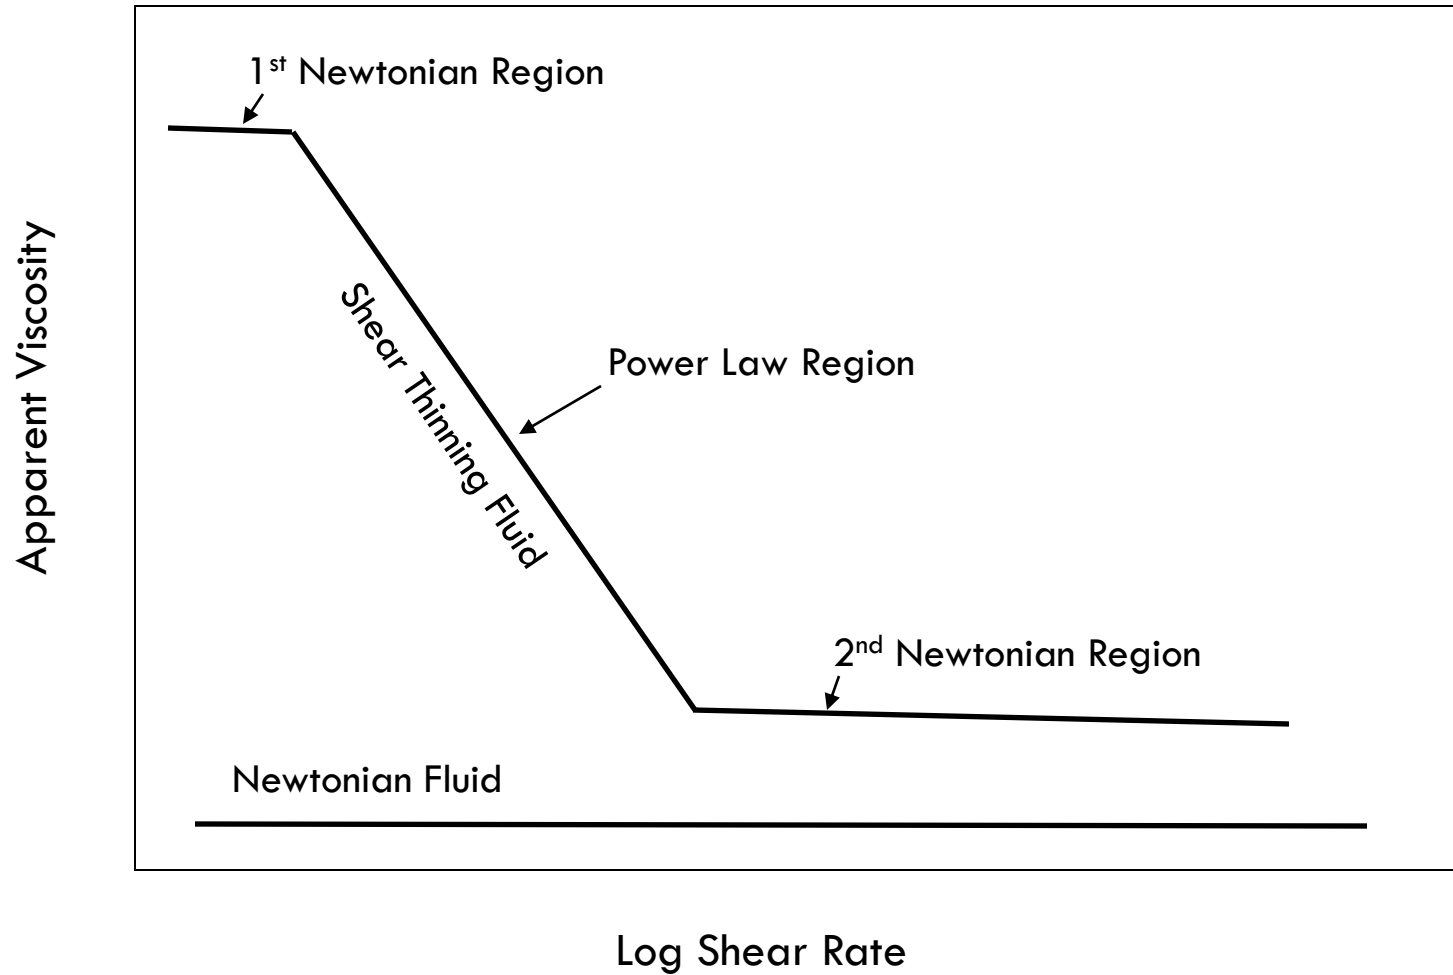 1st Newtonian Region
Apparent Viscosity
Shear Thinning Fluid
Power Law Region
2nd Newtonian Region
Newtonian Fluid
Log Shear Rate